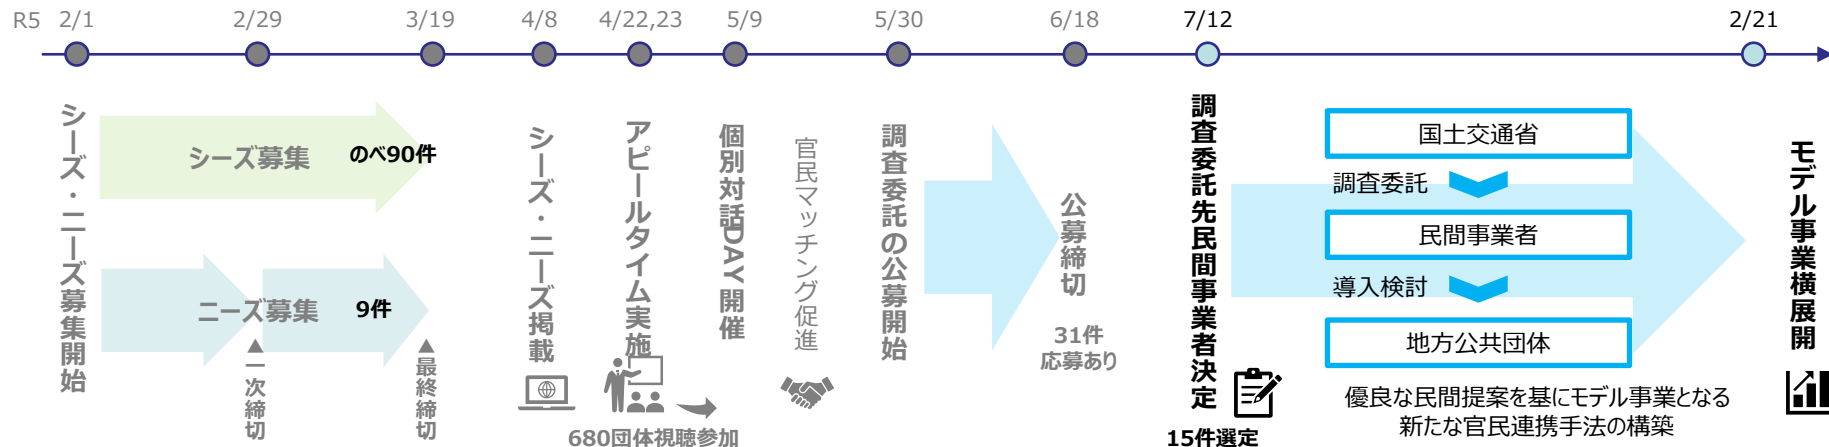 R5 2/1 2/29 3/19 4/8 4/22,23 5/9 5/30 6/18 7/12 2/21
シーズ・ニーズ募集開始
シーズ募集 のべ90件
ニーズ募集 9件
▲一次締切
▲最終締切
シーズ・ニーズ掲載
アピールタイム実施
680団体視聴参加
個別対話DAY開催
官民マッチング促進
調査委託の公募開始
公募締切
31件
応募あり
調査委託先民間事業者決定
15件選定
国土交通省
調査委託
民間事業者
導入検討
地方公共団体
優良な民間提案を基にモデル事業となる
新たな官民連携手法の構築
モデル事業横展開